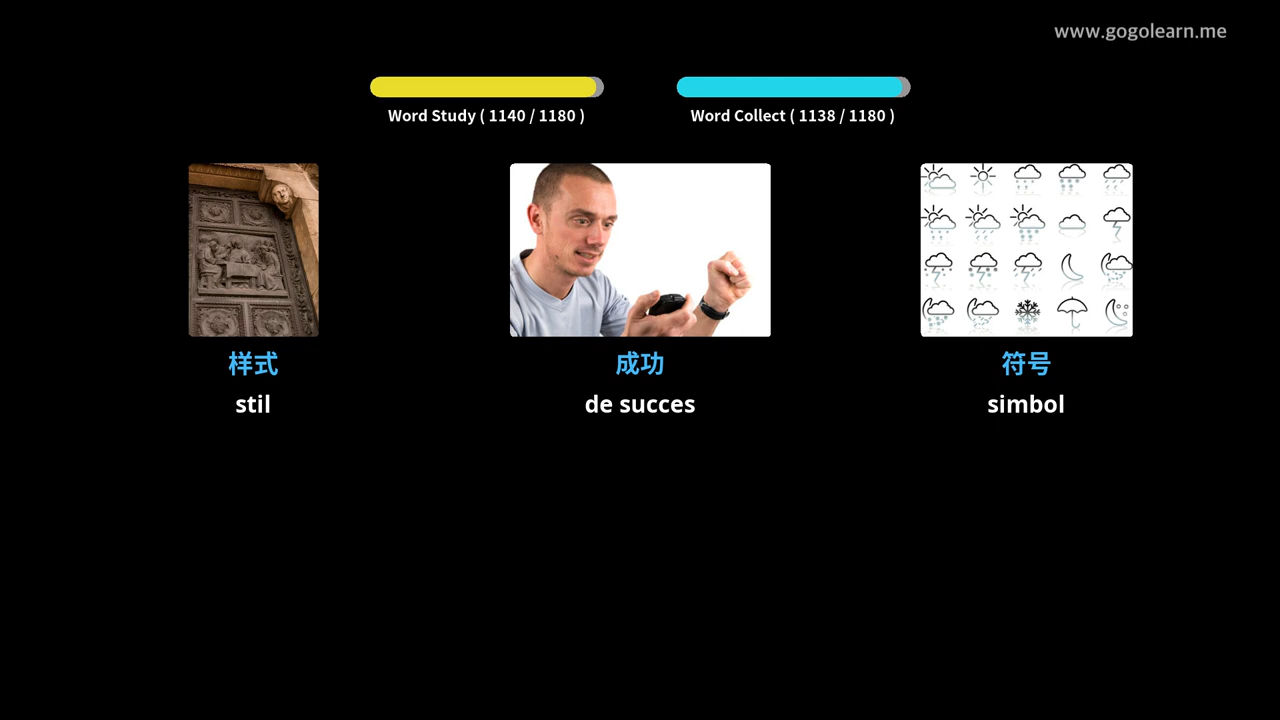 www.gogolearn.me
Word Study ( 1140 / 1180 )
Word Collect ( 1138 / 1180 )
样式
成功
符号
stil
de succes
simbol